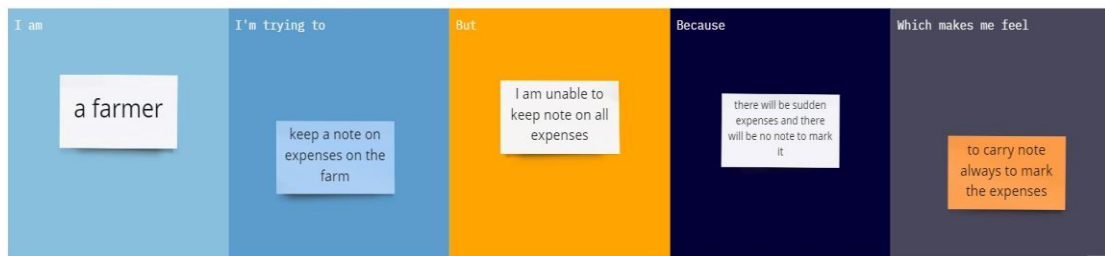 I am
a farmer
I'm trying to
keep a note on
expenses on the
farm
But
I am unable to
keep note on all
expenses
Because
there will be sudden
expenses and there
will be no note to mark
it
Which makes me feel
to carry note
always to mark
the expenses